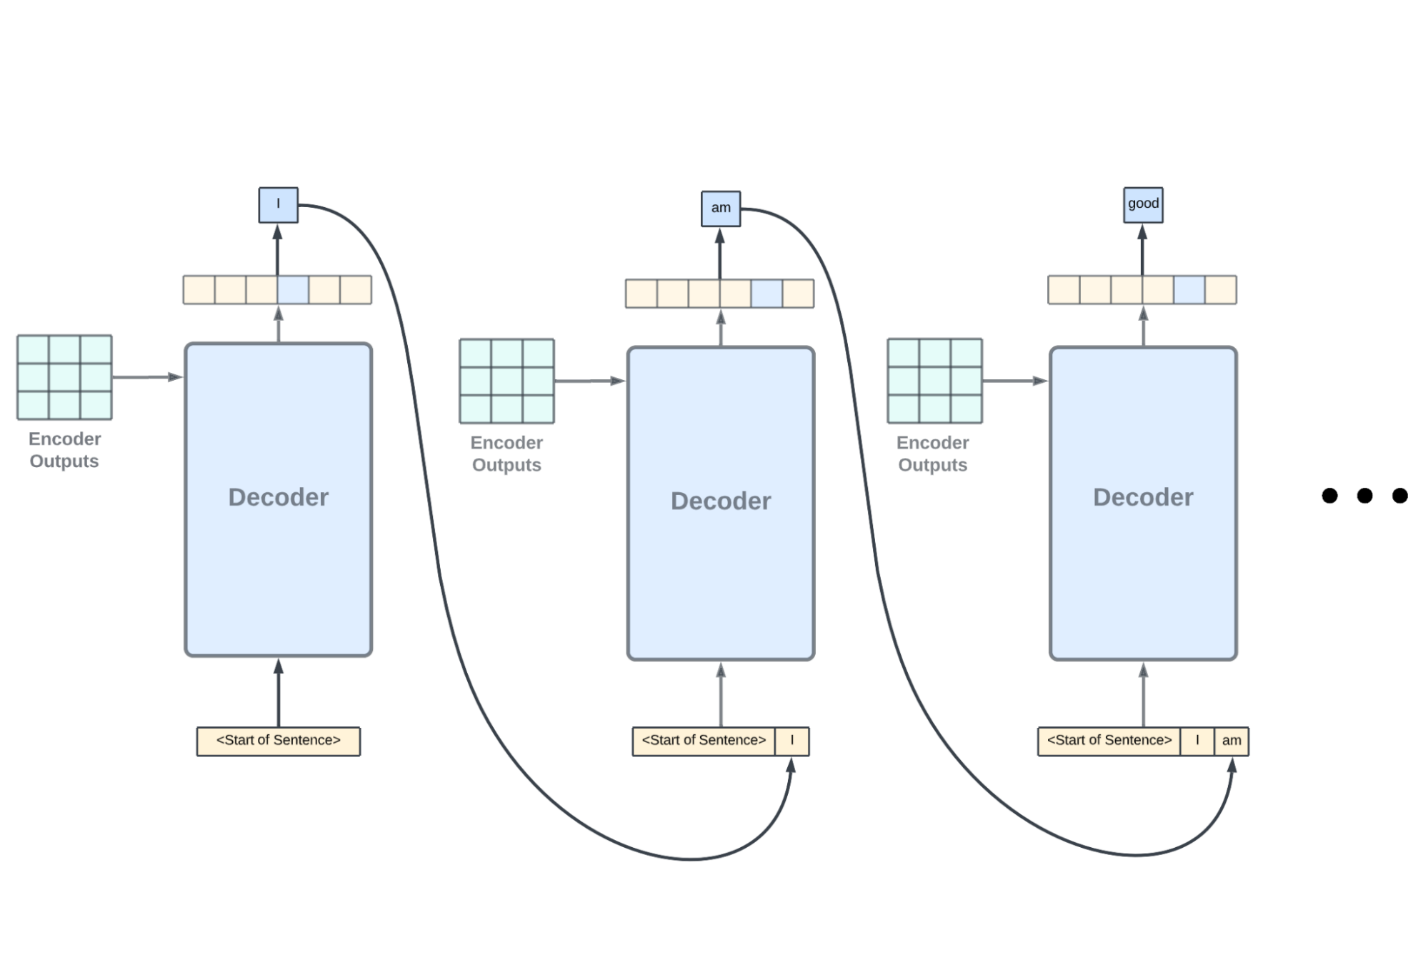 I
am
good
Encoder
Outputs
Encoder
Outputs
Encoder
Outputs
Decoder
Decoder
Decoder
<Start of Sentence>
<Start of Sentence> I
<Start of Sentence> I am